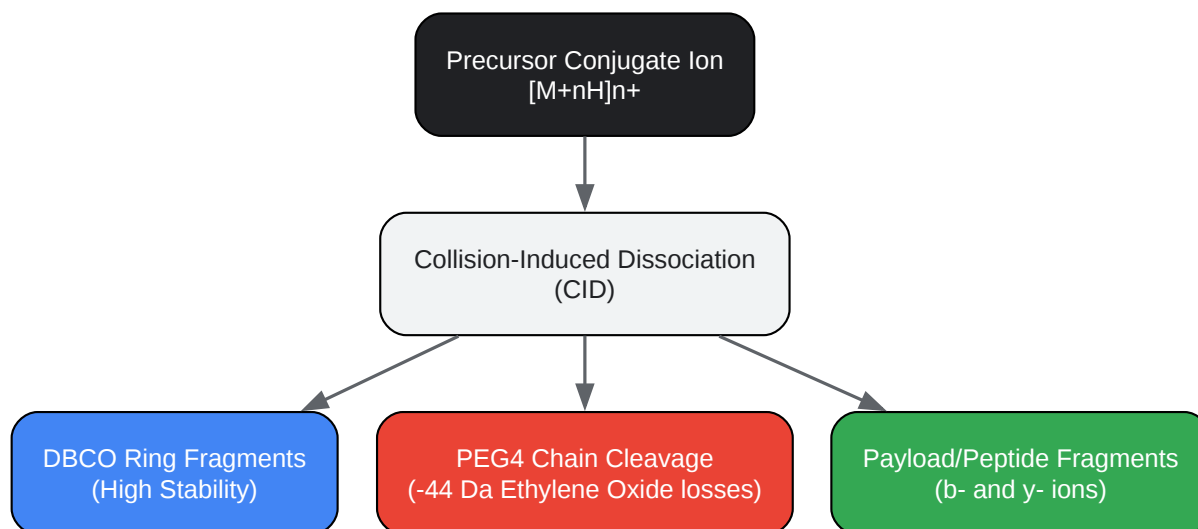 Precursor Conjugate Ion
[M+nH]n+
Collision-Induced Dissociation
(CID)
DBCO Ring Fragments
(High Stability)
PEG4 Chain Cleavage
(-44 Da Ethylene Oxide losses)
Payload/Peptide Fragments
(b- and y- ions)